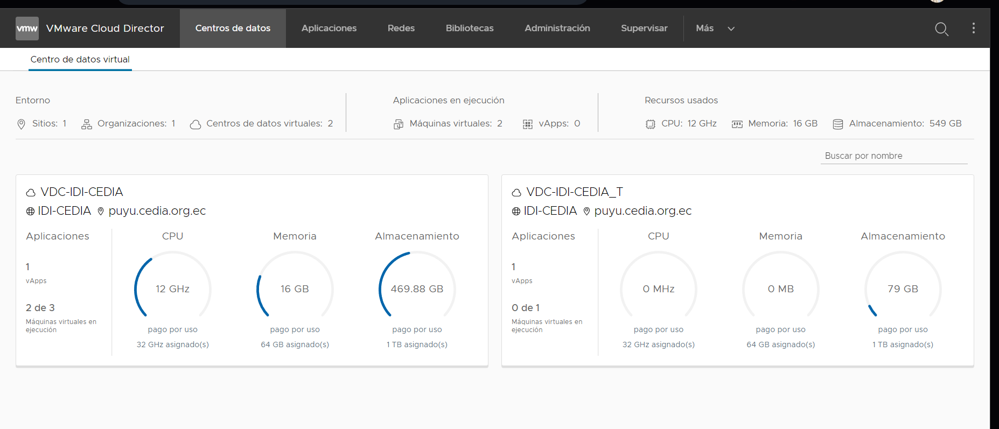 vmw VMware Cloud Director Centros de datos Aplicaciones Redes Bibliotecas Administración Supervisar Más
Centro de datos virtual
Entorno Aplicaciones en ejecución Recursos usados
Sitios: 1 Organizaciones: 1 Centros de datos virtuales: 2 Máquinas virtuales: 2 vApps: 0 CPU: 12 GHz Memoria: 16 GB Almacenamiento: 549 GB
Buscar por nombre
VDC-IDI-CEDIA
IDI-CEDIA puyu.cedia.org.ec
Aplicaciones CPU Memoria Almacenamiento
1
vApps
12 GHz 16 GB 469.88 GB
2 de 3
Máquinas virtuales en
ejecución
pago por uso pago por uso pago por uso
32 GHz asignado(s) 64 GB asignado(s) 1 TB asignado(s)
VDC-IDI-CEDIA_T
IDI-CEDIA puyu.cedia.org.ec
Aplicaciones CPU Memoria Almacenamiento
1
vApps
0 MHz 0 MB 79 GB
0 de 1
Máquinas virtuales en
ejecución
pago por uso pago por uso pago por uso
32 GHz asignado(s) 64 GB asignado(s) 1 TB asignado(s)